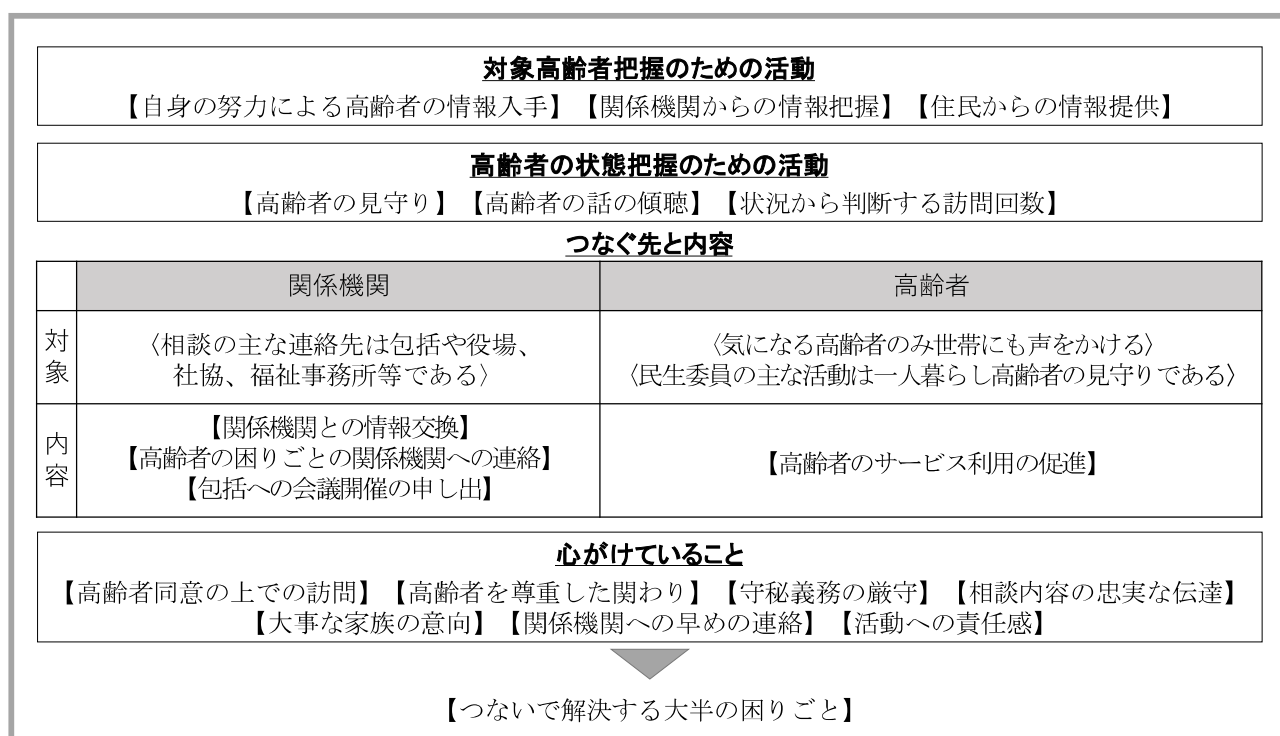 対象高齢者把握のための活動
【自身の努力による高齢者の情報入手】【関係機関からの情報把握】【住民からの情報提供】
高齢者の状態把握のための活動
【高齢者の見守り】【高齢者の話の傾聴】【状況から判断する訪問回数】
つなぐ先と内容
関係機関
高齢者
対象
〈相談の主な連絡先は包括や役場、
社協、福祉事務所等である〉
〈気になる高齢者のみ世帯にも声をかける〉
〈民生委員の主な活動は一人暮らし高齢者の見守りである〉
内容
【関係機関との情報交換】
【高齢者の困りごとの関係機関への連絡】
【包括への会議開催の申し出】
【高齢者のサービス利用の促進】
心がけていること
【高齢者同意の上での訪問】【高齢者を尊重した関わり】【守秘義務の厳守】【相談内容の忠実な伝達】
【大事な家族の意向】【関係機関への早めの連絡】【活動への責任感】
【つないで解決する大半の困りごと】